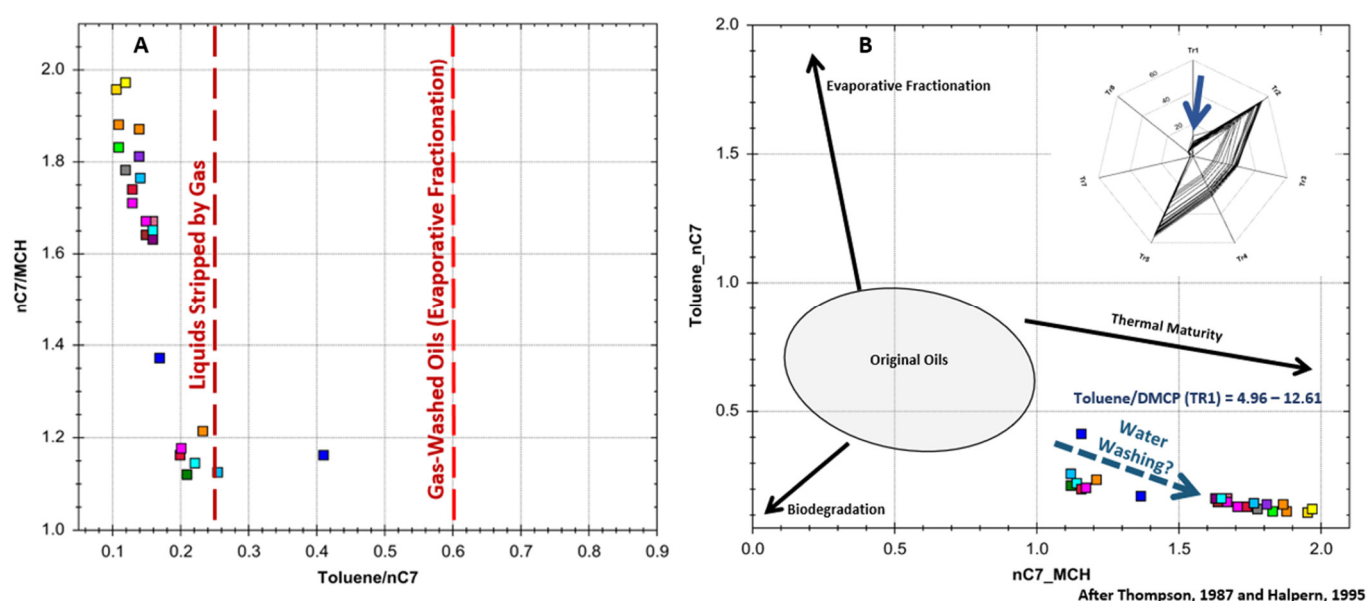 A
nC7/MCH
2.0
1.8
1.6
1.4
1.2
1.0
Liquids Stripped by Gas
Gas-Washed Oils (Evaporative Fractionation)
0.1 0.2 0.3 0.4 0.5 0.6 0.7 0.8 0.9
Toluene/nC7
B
Toluene_nC7
2.0
1.5
1.0
0.5
Evaporative Fractionation
Tr1
Tr2
Tr3
Tr4
Tr5
Tr7
Tr8
60
40
20
Original Oils
Thermal Maturity
Toluene/DMCP (TR1) = 4.96 – 12.61
Water
Washing?
Biodegradation
0.0 0.5 1.0 1.5 2.0
nC7_MCH
After Thompson, 1987 and Halpern, 1995